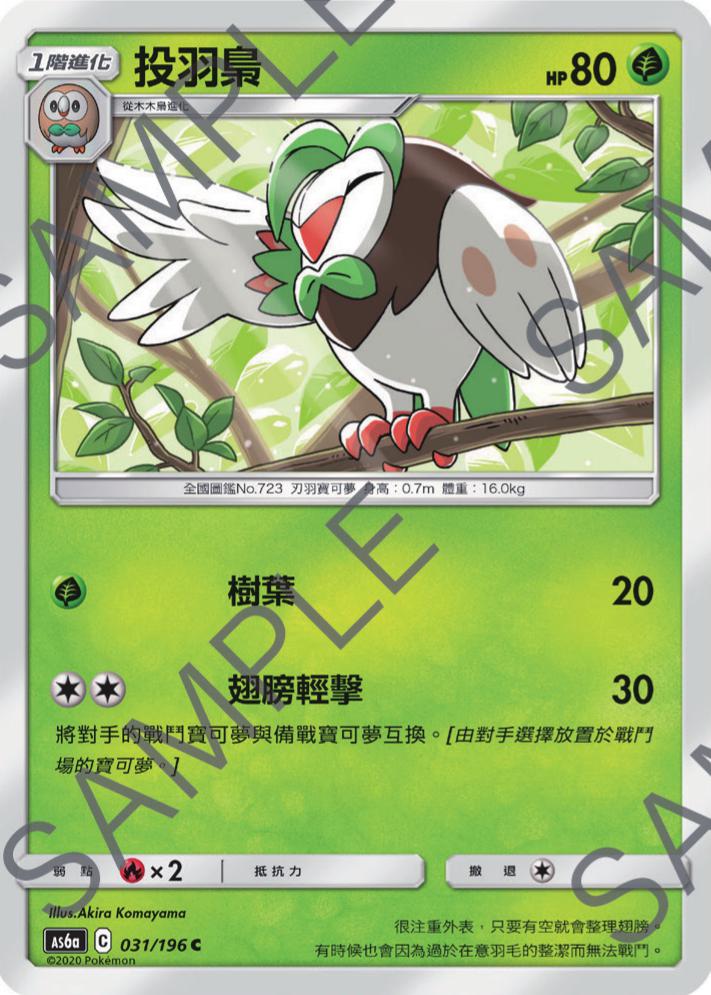 1階進化 投羽梟 HP80
從木木梟進化
全國圖鑑No.723 刃羽寶可夢 身高：0.7m 體重：16.0kg
樹葉 20
翅膀輕擊 30
將對手的戰鬥寶可夢與備戰寶可夢互換。[由對手選擇放置於戰鬥
場的寶可夢。]
弱點 ×2 抵抗力 撤退
Illus.Akira Komayama
AS6a C 031/196 C
©2020 Pokémon
很注重外表，只要有空就會整理翅膀。
有時候也會因為過於在意羽毛的整潔而無法戰鬥。
SAMPLE
SAMPLE
SAMPLE